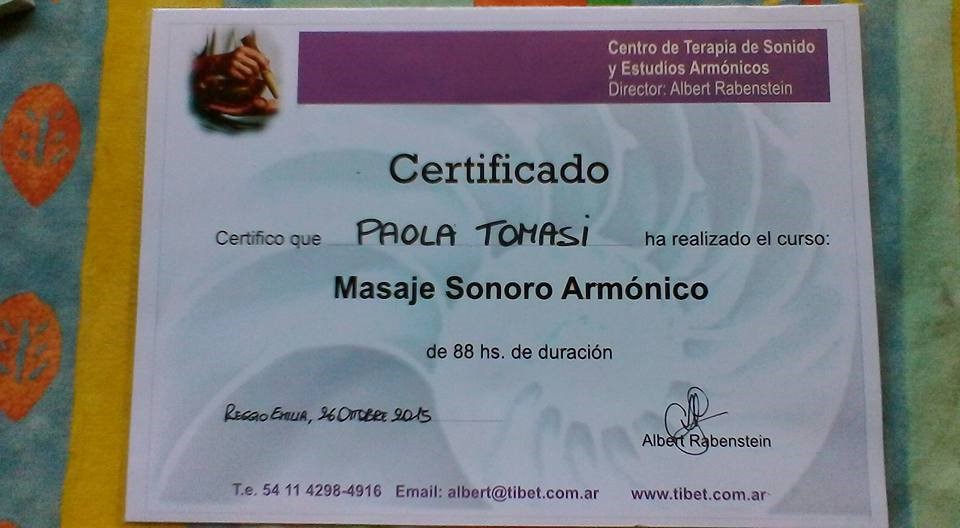 Centro de Terapia de Sonido
y Estudios Armónicos
Director: Albert Rabenstein
Certificado
Certifico que PAOLA TOMASI ha realizado el curso:
Masaje Sonoro Armónico
de 88 hs. de duración
REGGIO EMILIA, 26 OTTOBRE 2015
Albert Rabenstein
T.e. 54 11 4298-4916 Email: albert@tibet.com.ar www.tibet.com.ar